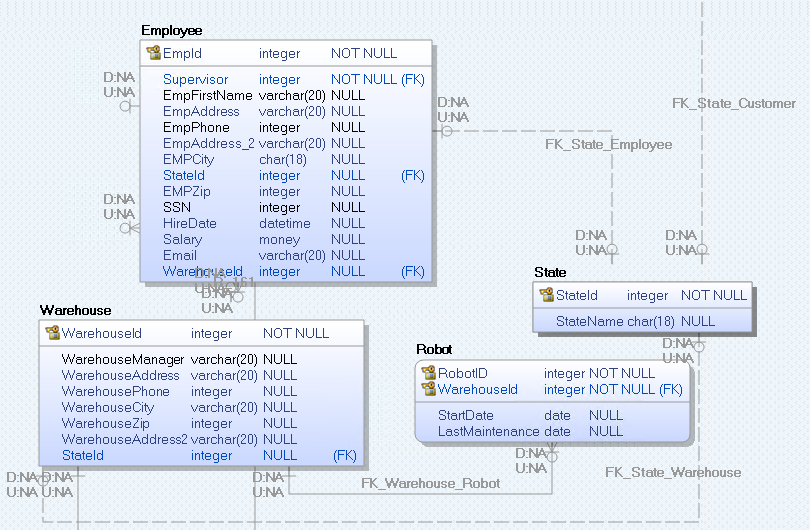 Employee
EmpId integer NOT NULL
Supervisor integer NOT NULL (FK)
EmpFirstName varchar(20) NULL
EmpAddress varchar(20) NULL
EmpPhone integer NULL
EmpAddress_2 varchar(20) NULL
EMPCity char(18) NULL
StateId integer NULL (FK)
EMPZip integer NULL
SSN integer NULL
HireDate datetime NULL
Salary money NULL
Email varchar(20) NULL
WarehouseId integer NULL (FK)
D:NA
U:NA
D:NA
U:NA
D:NA
U:NA
FK_State_Employee
FK_State_Customer
D:NA
U:NA
D:NA
U:NA
State
StateId integer NOT NULL
StateName char(18) NULL
D:NA
U:NA
D:NA
U:NA
D:NA
U:NA
Warehouse
WarehouseId integer NOT NULL
WarehouseManager varchar(20) NULL
WarehouseAddress varchar(20) NULL
WarehousePhone integer NULL
WarehouseCity varchar(20) NULL
WarehouseZip integer NULL
WarehouseAddress2 varchar(20) NULL
StateId integer NULL (FK)
Robot
RobotID integer NOT NULL
WarehouseId integer NOT NULL (FK)
StartDate date NULL
LastMaintenance date NULL
D:NA
U:NA
D:NA D:NA
U:NA U:NA
D:NA
U:NA
FK_Warehouse_Robot
FK_State_Warehouse